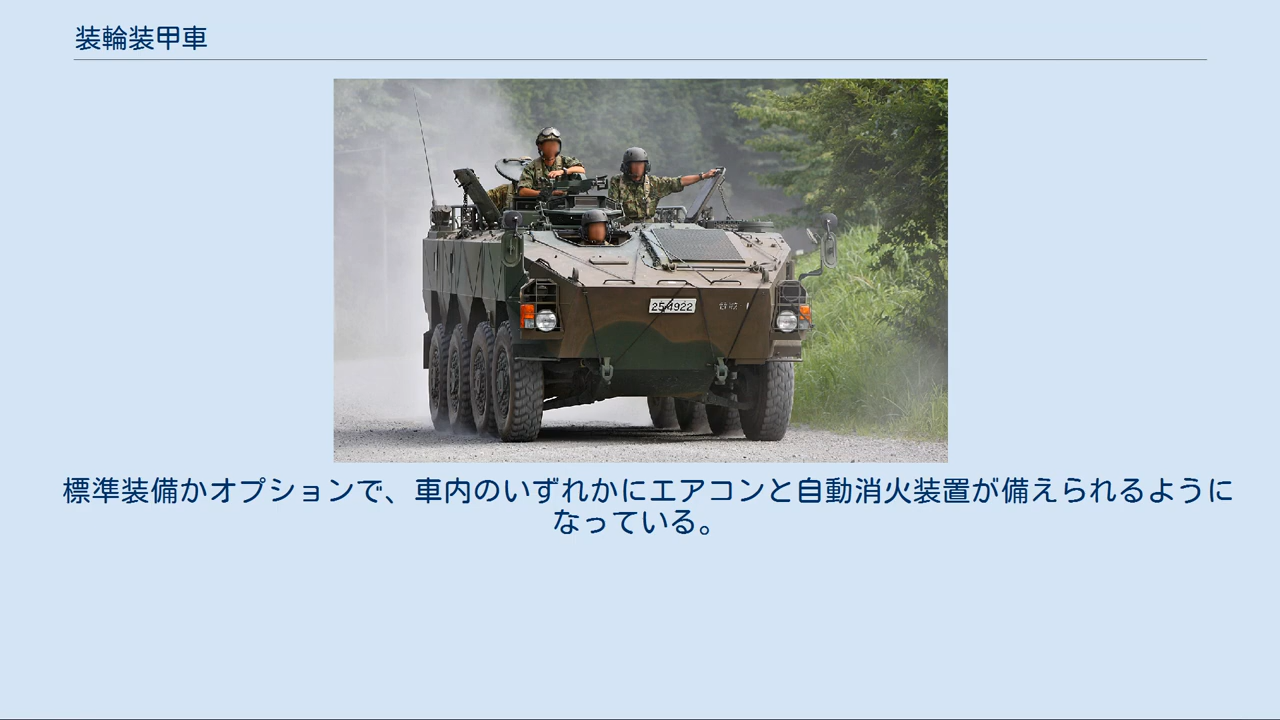 装輪装甲車
25-4922
標準装備かオプションで、車内のいずれかにエアコンと自動消火装置が備えられるように
なっている。